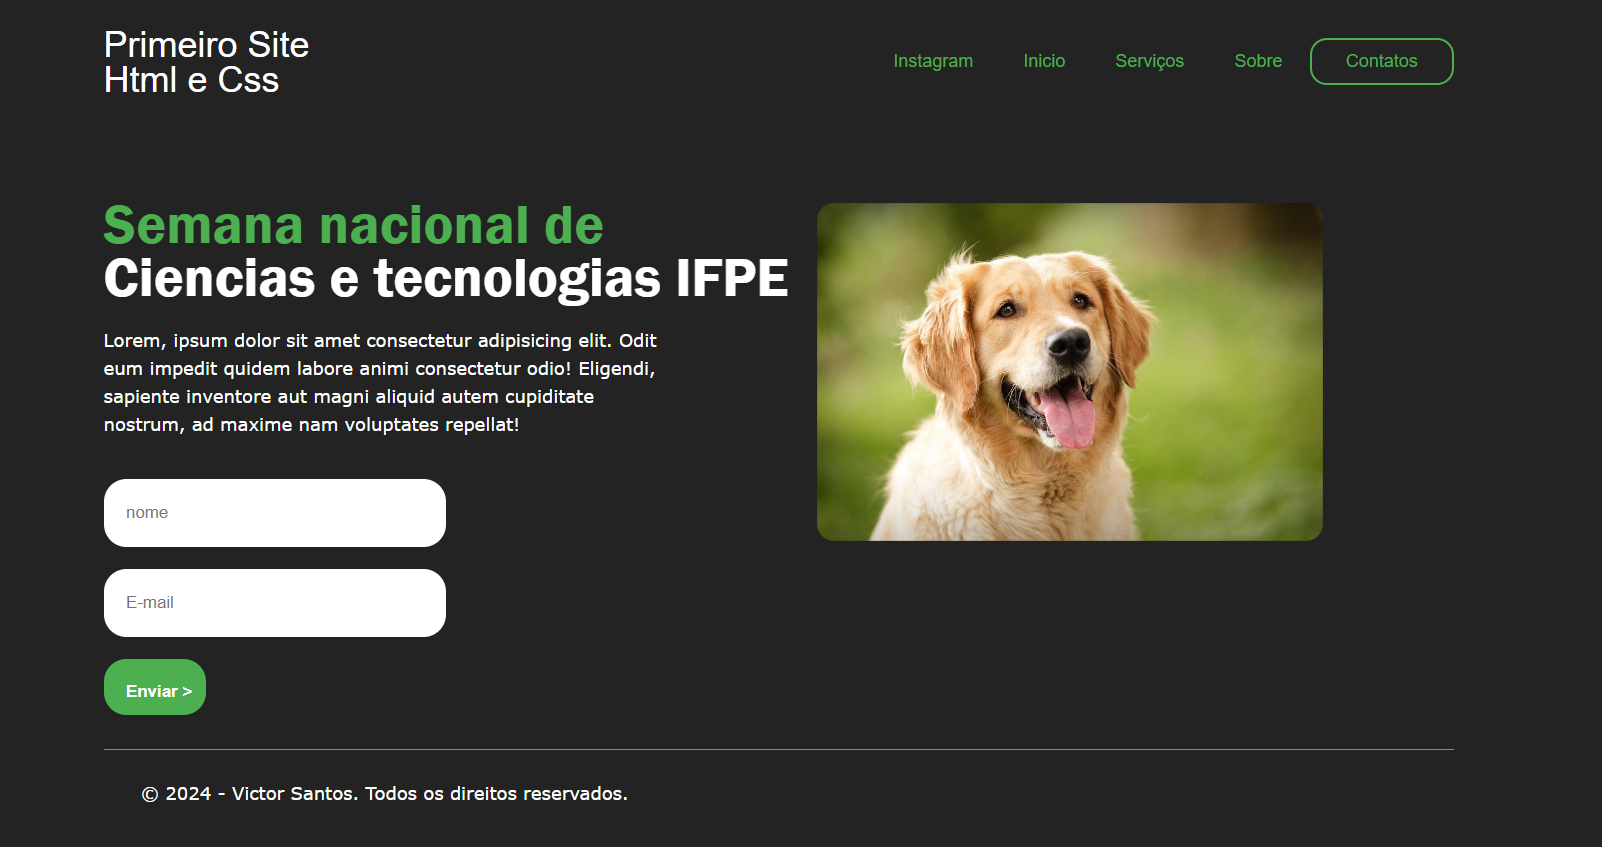 Primeiro Site
Html e Css
Instagram
Inicio
Serviços
Sobre
Contatos
Semana nacional de
Ciencias e tecnologias IFPE
Lorem, ipsum dolor sit amet consectetur adipisicing elit. Odit
eum impedit quidem labore animi consectetur odio! Eligendi,
sapiente inventore aut magni aliquid autem cupiditate
nostrum, ad maxime nam voluptates repellat!
nome
E-mail
Enviar >
© 2024 - Victor Santos. Todos os direitos reservados.